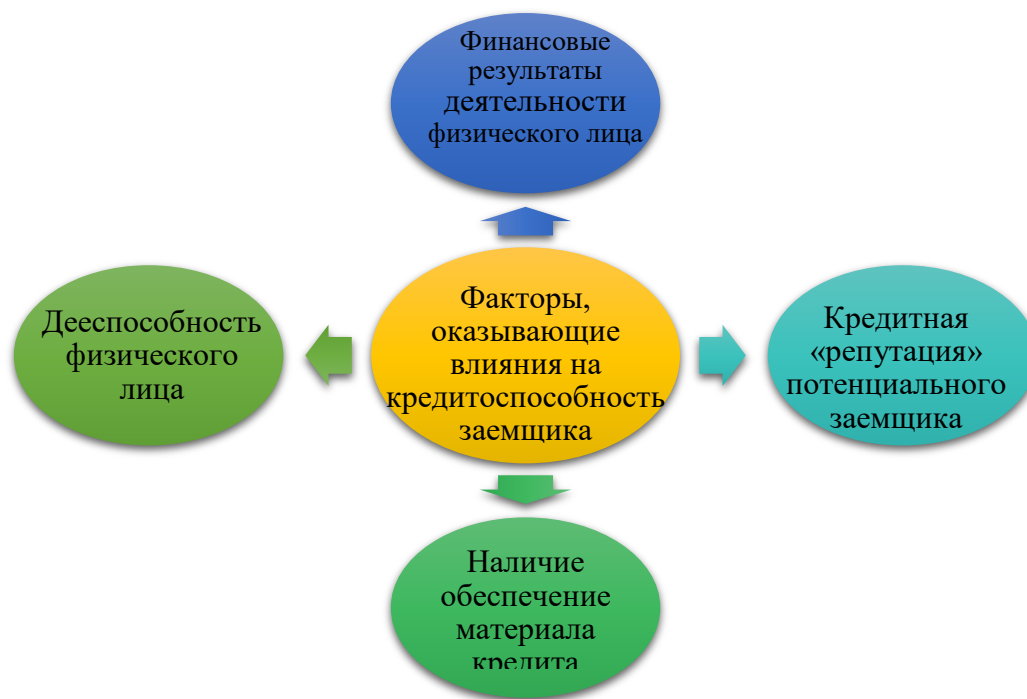 Финансовые
результаты
деятельности
физического лица
Дееспособность
физического
лица
Факторы,
оказывающие
влияния на
кредитоспособность
заемщика
Кредитная
«репутация»
потенциального
заемщика
Наличие
обеспечение
материала
кредита